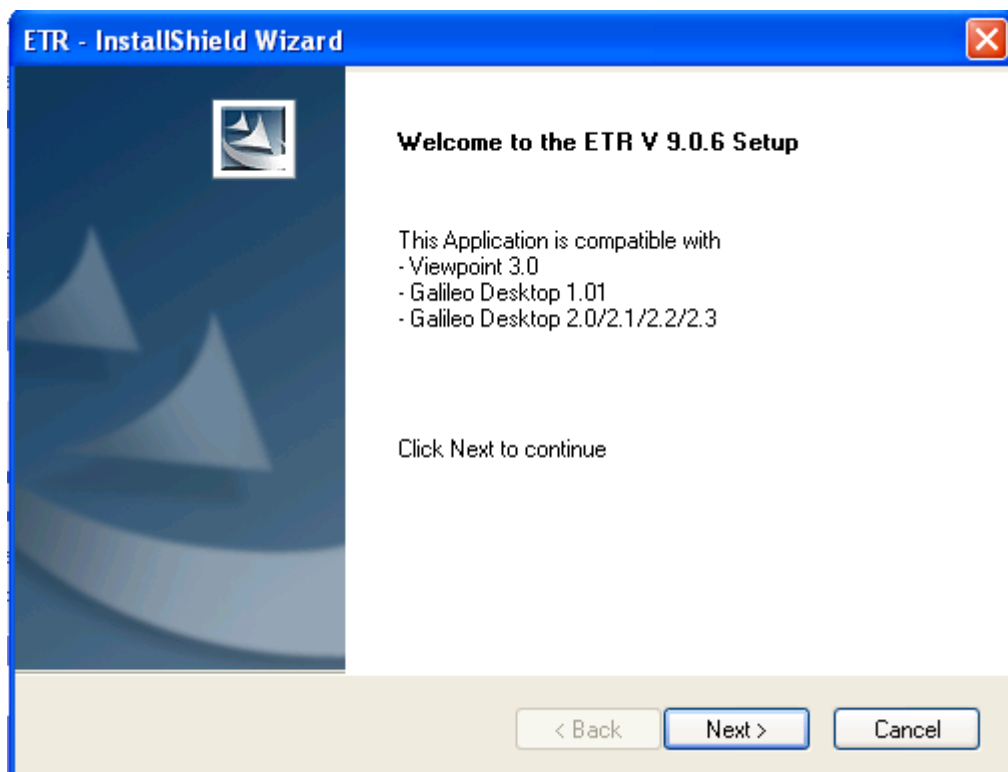 ETR - InstallShield Wizard
Welcome to the ETR V 9.0.6 Setup
This Application is compatible with
- Viewpoint 3.0
- Galileo Desktop 1.01
- Galileo Desktop 2.0/2.1/2.2/2.3
Click Next to continue
< Back Next > Cancel